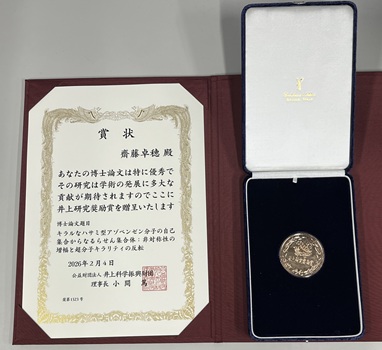 賞状
齋藤卓穂 殿
あなたの博士論文は特に優秀で
その研究は学術の発展に多大な
貢献が期待されますのでここに
井上研究奨励賞を贈呈いたします
博士論文題目
キラルなハサミ型アゾベンゼン分子の自己
集合からなるらせん集合体：非対称性の
増幅と超分子キラリティの反転
2026年2月4日
公益財団法人 井上科学振興財団
理事長 小間 篤